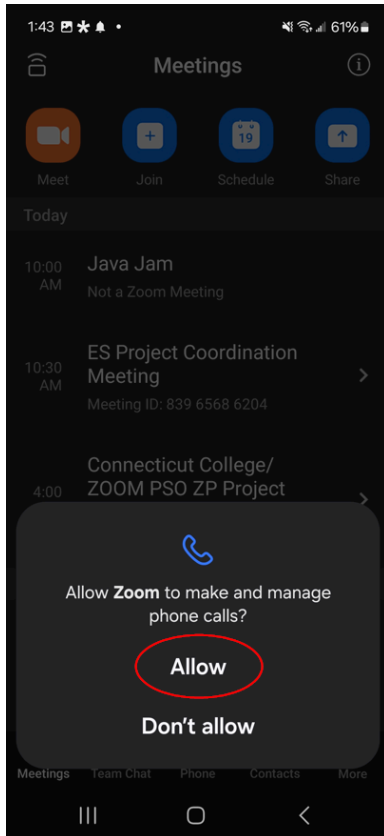 1:43 61%
Meetings
Meet Join 19 Schedule Share
Today
10:00 AM Java Jam
Not a Zoom Meeting
10:30 AM ES Project Coordination
Meeting
Meeting ID: 839 6568 6204
Connecticut College/
4:00 ZOOM PSO ZP Project
Allow Zoom to make and manage
phone calls?
Allow
Don't allow
Meetings Team Chat Phone Contacts More